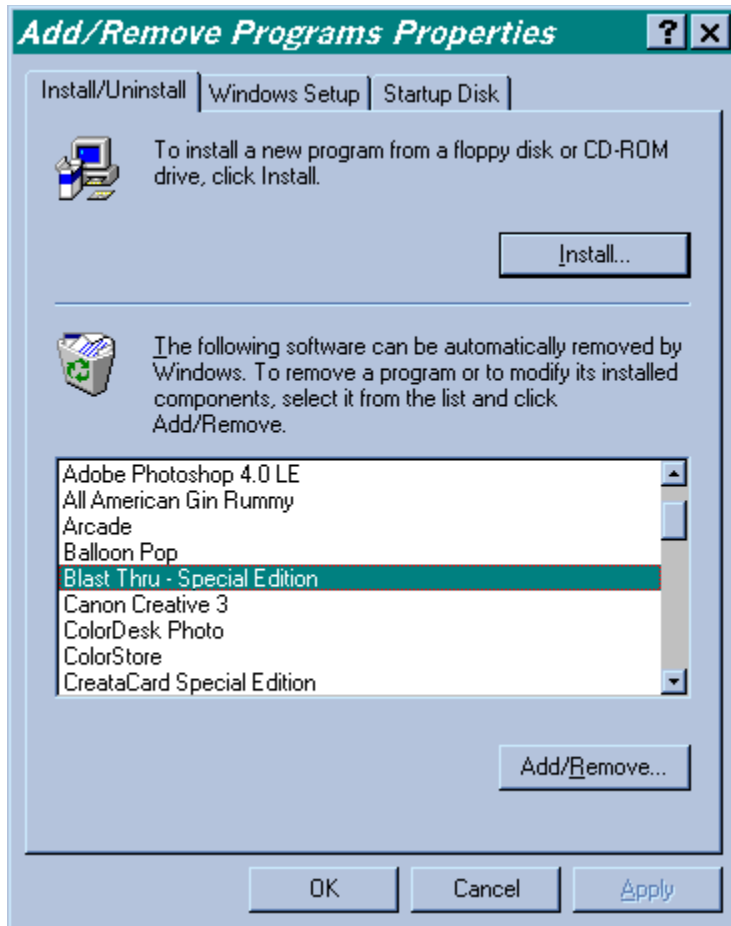 Add/Remove Programs Properties
Install/Uninstall
Windows Setup
Startup Disk
To install a new program from a floppy disk or CD-ROM
drive, click Install.
Install...
The following software can be automatically removed by
Windows. To remove a program or to modify its installed
components, select it from the list and click
Add/Remove.
Adobe Photoshop 4.0 LE
All American Gin Rummy
Arcade
Balloon Pop
Blast Thru - Special Edition
Canon Creative 3
ColorDesk Photo
ColorStore
CreataCard Special Edition
Add/Remove...
OK
Cancel
Apply